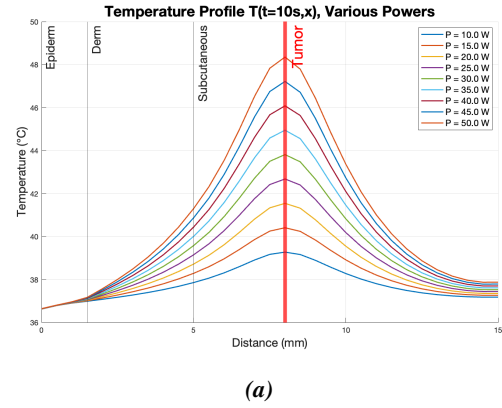 Temperature Profile T(t=10s,x), Various Powers
Epiderm
Derm
Subcutaneous
Tumor
P = 10.0 W
P = 15.0 W
P = 20.0 W
P = 25.0 W
P = 30.0 W
P = 35.0 W
P = 40.0 W
P = 45.0 W
P = 50.0 W
Temperature (°C)
50
48
46
44
42
40
38
36
0
5
10
15
Distance (mm)
(a)